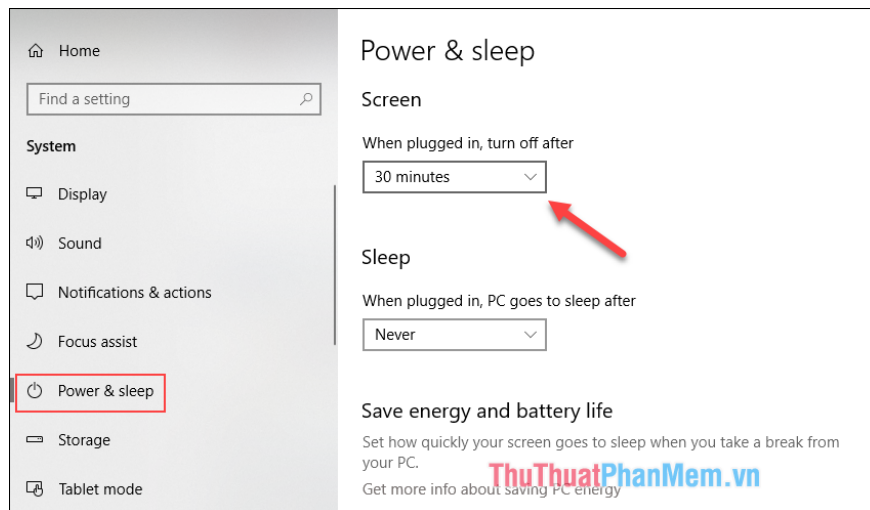 Home
Find a setting
System
Display
Sound
Notifications & actions
Focus assist
Power & sleep
Storage
Tablet mode
Power & sleep
Screen
When plugged in, turn off after
30 minutes
Sleep
When plugged in, PC goes to sleep after
Never
Save energy and battery life
Set how quickly your screen goes to sleep when you take a break from
your PC.
ThuThuatPhanMem.vn
Get more info about saving PC energy